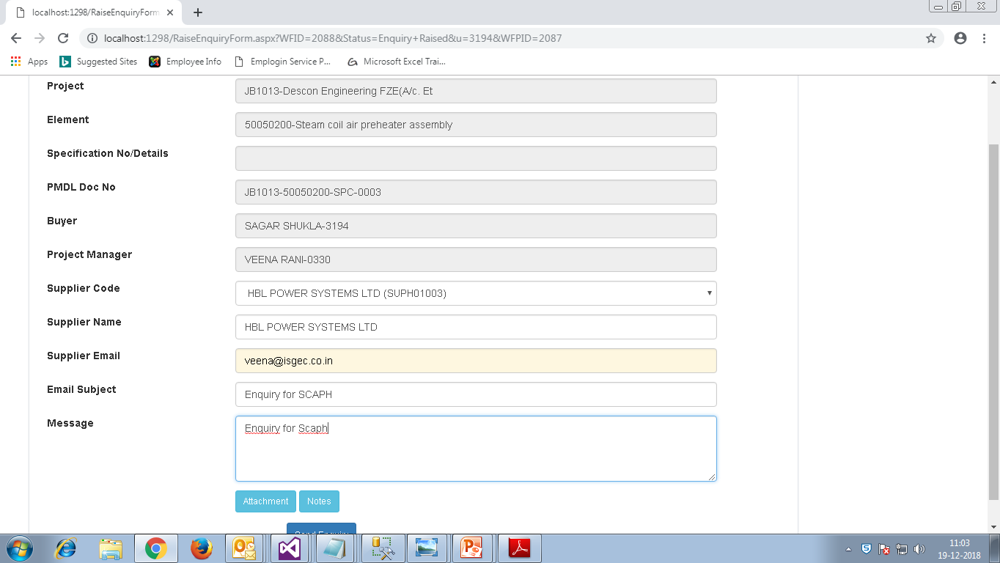 localhost:1298/RaiseEnquiryForm
localhost:1298/RaiseEnquiryForm.aspx?WFID=2088&Status=Enquiry+Raised&u=3194&WFPID=2087
Apps Suggested Sites Employee Info Emplogin Service P... Microsoft Excel Trai...
Project JB1013-Descon Engineering FZE(A/c. Et
Element 50050200-Steam coil air preheater assembly
Specification No/Details
PMDL Doc No JB1013-50050200-SPC-0003
Buyer SAGAR SHUKLA-3194
Project Manager VEENA RANI-0330
Supplier Code HBL POWER SYSTEMS LTD (SUPH01003)
Supplier Name HBL POWER SYSTEMS LTD
Supplier Email veena@isgec.co.in
Email Subject Enquiry for SCAPH
Message Enquiry for Scaph
Attachment Notes
Send Enquiry
11:03
19-12-2018